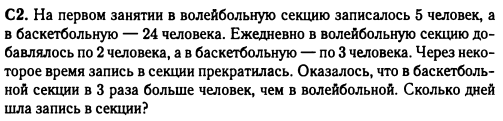 С2. На первом занятии в волейбольную секцию записалось 5 человек, а
в баскетбольную — 24 человека. Ежедневно в волейбольную секцию до-
бавлялось по 2 человека, а в баскетбольную — по 3 человека. Через неко-
торое время запись в секции прекратилась. Оказалось, что в баскетболь-
ной секции в 3 раза больше человек, чем в волейбольной. Сколько дней
шла запись в секции?